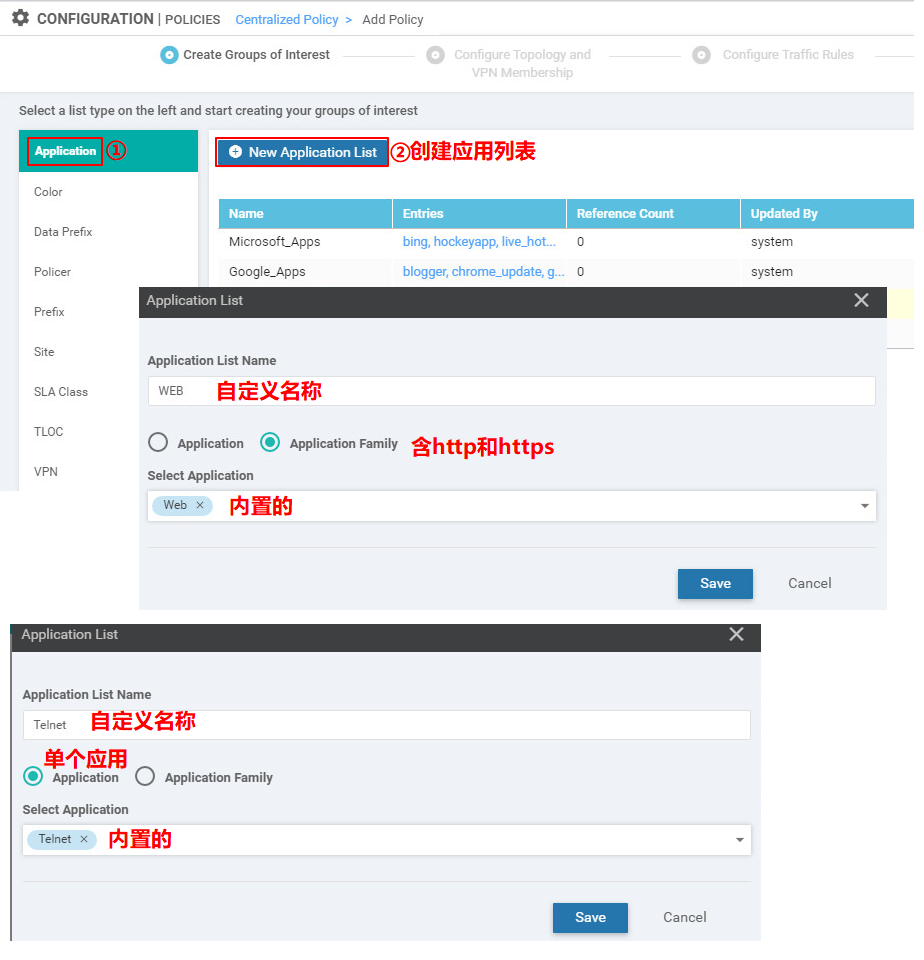 CONFIGURATION | POLICIES Centralized Policy > Add Policy
Create Groups of Interest Configure Topology and VPN Membership Configure Traffic Rules
Select a list type on the left and start creating your groups of interest
Application ①
Color
Data Prefix
Policer
Prefix
Site
SLA Class
TLOC
VPN
New Application List ②创建应用列表
Name Entries Reference Count Updated By
Microsoft_Apps bing, hockeyapp, live_hot... 0 system
Google_Apps blogger, chrome_update, g... 0 system
Application List
Application List Name
WEB 自定义名称
Application Application Family 含http和https
Select Application
Web × 内置的
Save Cancel
Application List
Application List Name
Telnet 自定义名称
单个应用
Application Application Family
Select Application
Telnet × 内置的
Save Cancel